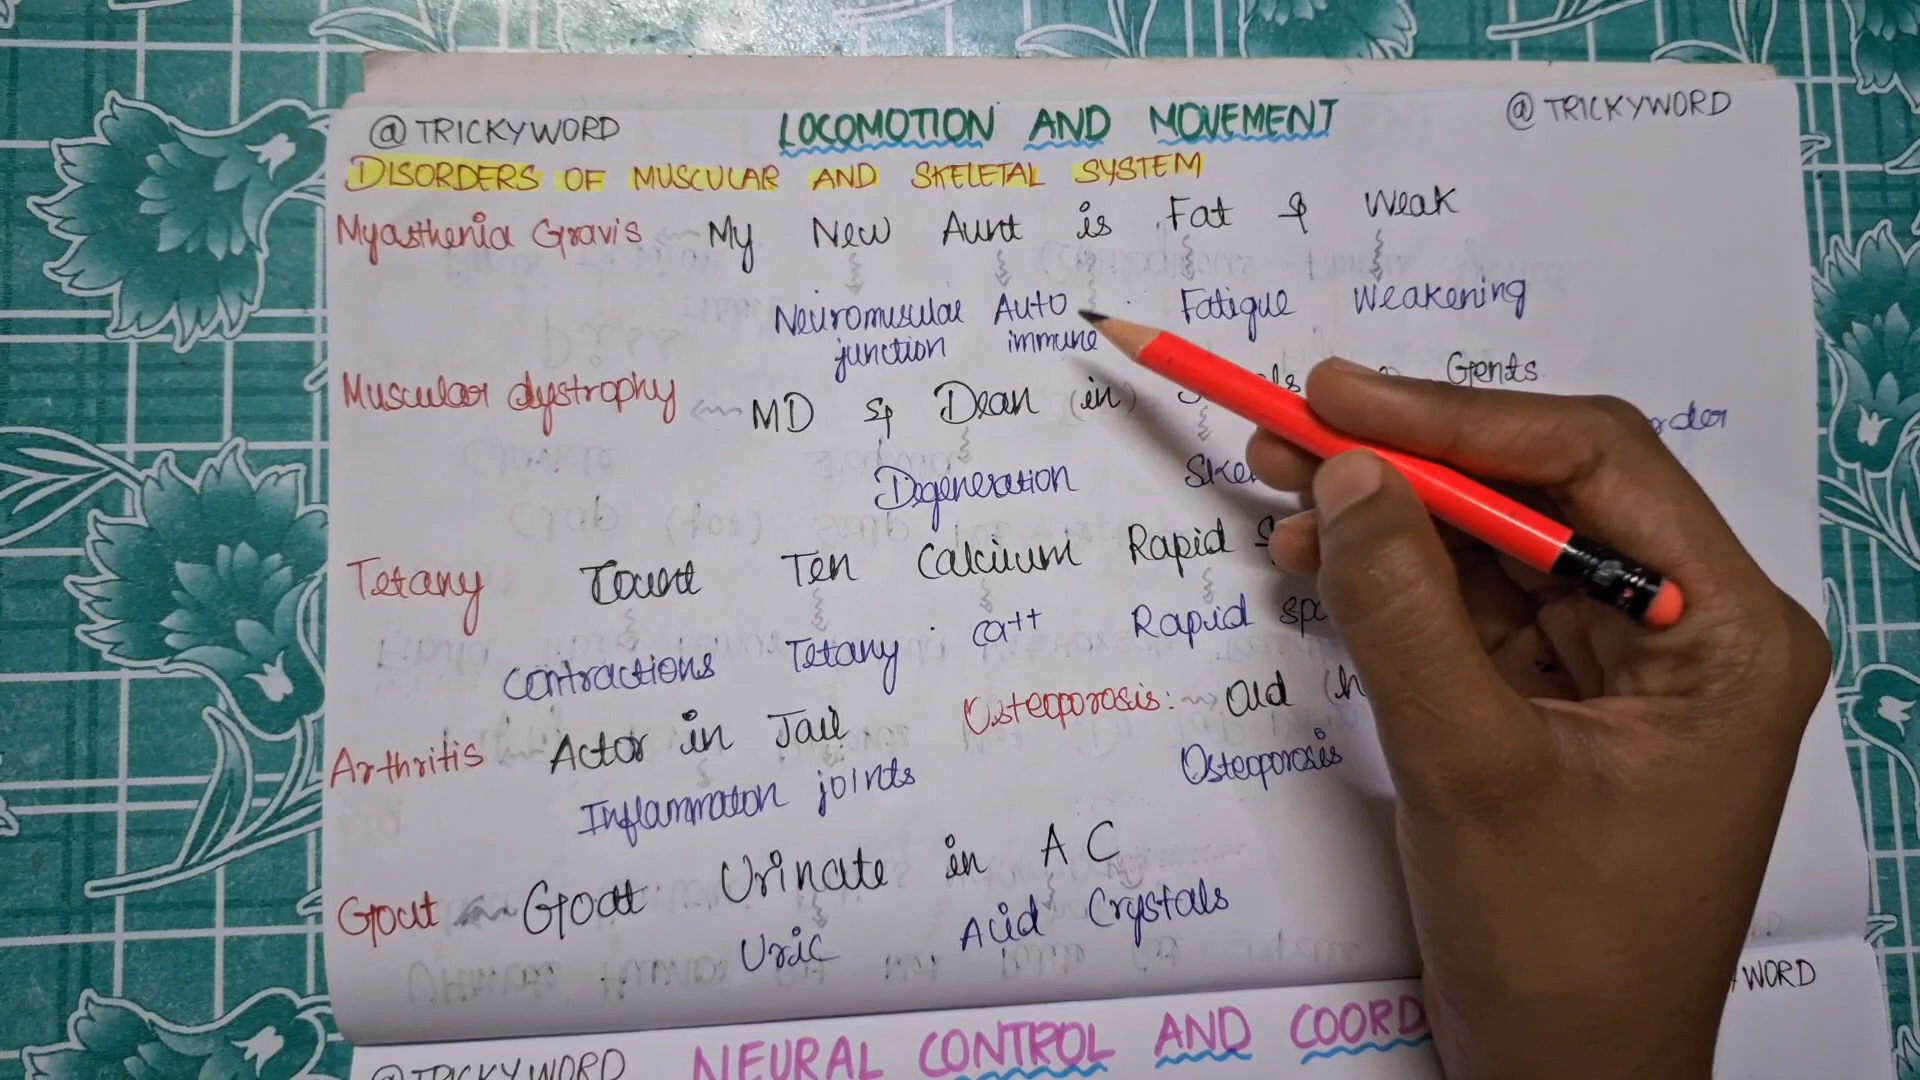 @TRICKYWORD LOCOMOTION AND MOVEMENT @TRICKYWORD
DISORDERS OF MUSCULAR AND SKELETAL SYSTEM
Myasthenia Gravis My New Aunt is Fat & Weak
Neuromuscular junction Auto immune Fatigue Weakening
Muscular dystrophy MD & Dean (in) Gents
Degeneration
Tetany Count Ten Calcium Rapid
Contractions Tetany Ca++ Rapid
Arthritis Actor in Jail Osteoporosis: Old
Inflammaton joints Osteoporosis
Gout Goat Urinate in A C
Uric Acid Crystals
WORD
@TRICKYWORD NEURAL CONTROL AND COORD